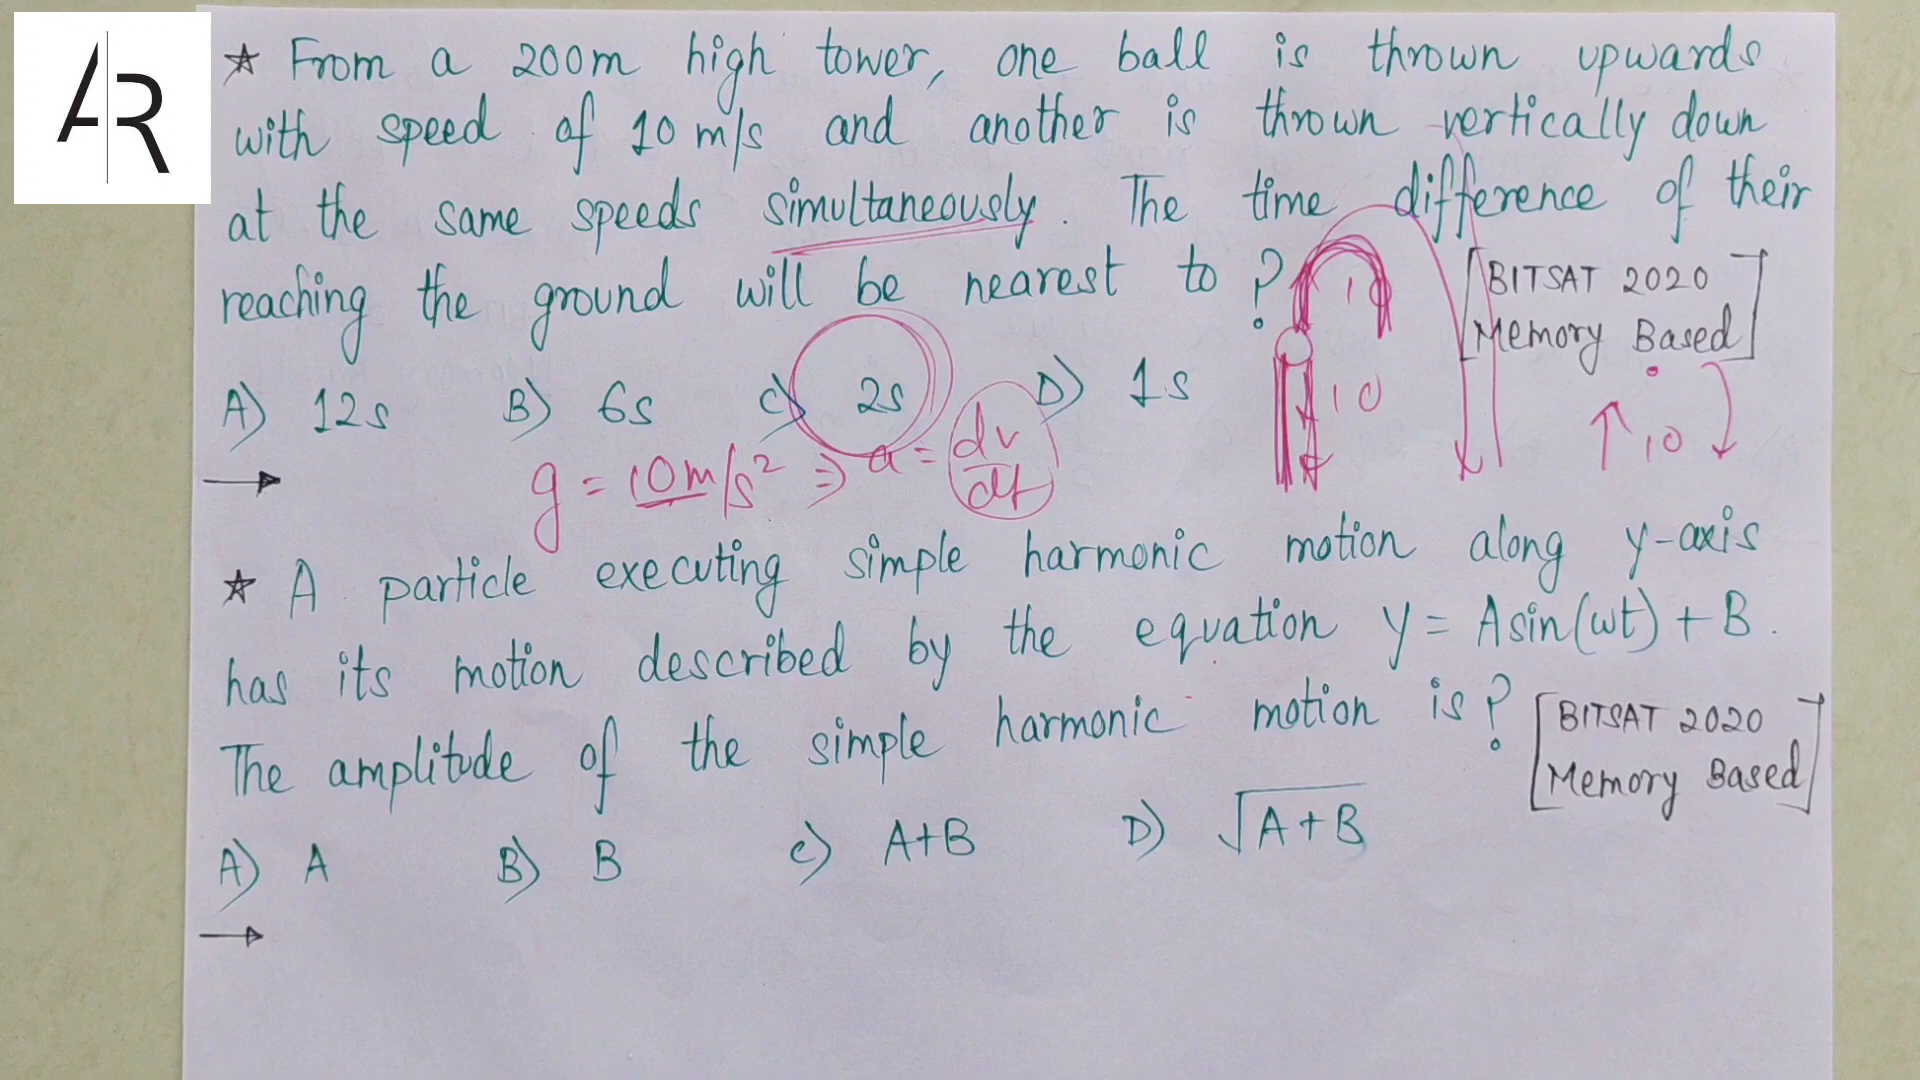 AR
★ From a 200m high tower, one ball is thrown upwards
with speed of 10 m/s and another is thrown vertically down
at the same speeds simultaneously. The time difference of their
reaching the ground will be nearest to?
[BITSAT 2020
Memory Based]
A) 12s B) 6s C) 2s D) 1s
10
10
10
g = 10m/s² ⇒ a = dv/dt
★ A particle executing simple harmonic motion along y-axis
has its motion described by the equation y = Asin(ωt) + B.
The amplitude of the simple harmonic motion is?
[BITSAT 2020
Memory Based]
A) A B) B C) A+B D) √A+B